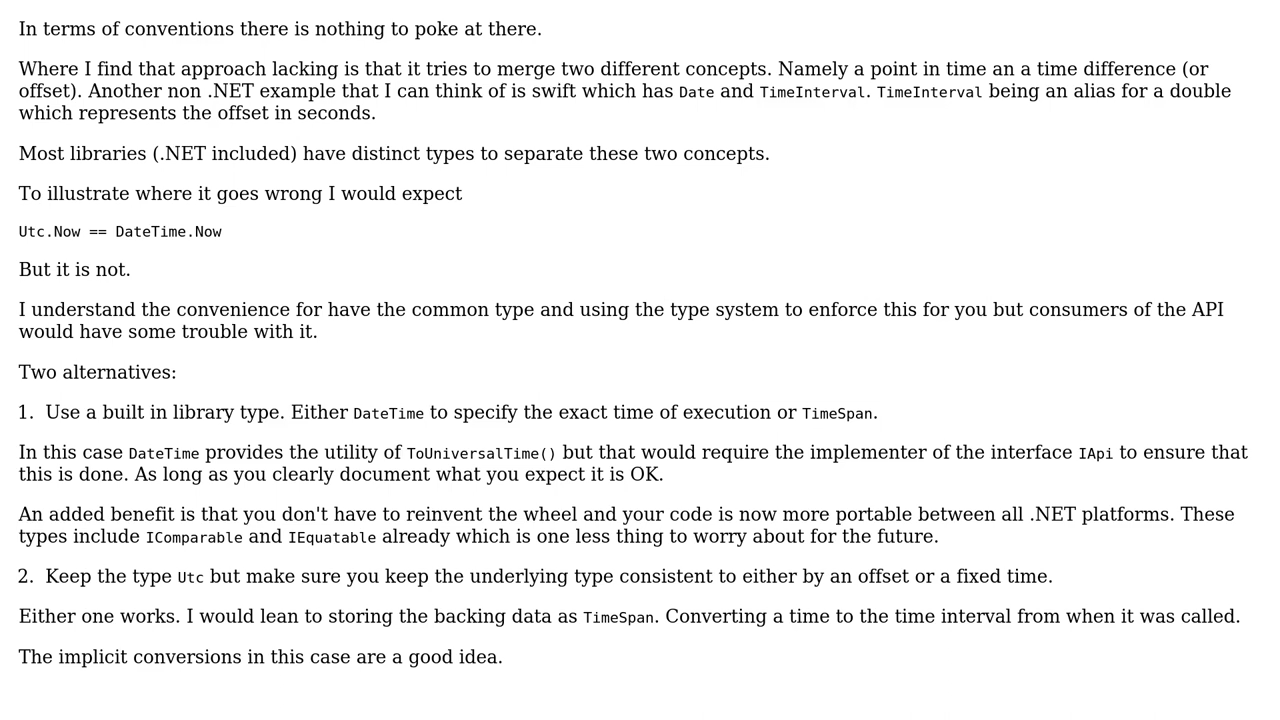 In terms of conventions there is nothing to poke at there.
Where I find that approach lacking is that it tries to merge two different concepts. Namely a point in time an a time difference (or
offset). Another non .NET example that I can think of is swift which has Date and TimeInterval. TimeInterval being an alias for a double
which represents the offset in seconds.
Most libraries (.NET included) have distinct types to separate these two concepts.
To illustrate where it goes wrong I would expect
Utc.Now == DateTime.Now
But it is not.
I understand the convenience for have the common type and using the type system to enforce this for you but consumers of the API
would have some trouble with it.
Two alternatives:
1. Use a built in library type. Either DateTime to specify the exact time of execution or TimeSpan.
In this case DateTime provides the utility of ToUniversalTime() but that would require the implementer of the interface IApi to ensure that
this is done. As long as you clearly document what you expect it is OK.
An added benefit is that you don't have to reinvent the wheel and your code is now more portable between all .NET platforms. These
types include IComparable and IEquatable already which is one less thing to worry about for the future.
2. Keep the type Utc but make sure you keep the underlying type consistent to either by an offset or a fixed time.
Either one works. I would lean to storing the backing data as TimeSpan. Converting a time to the time interval from when it was called.
The implicit conversions in this case are a good idea.